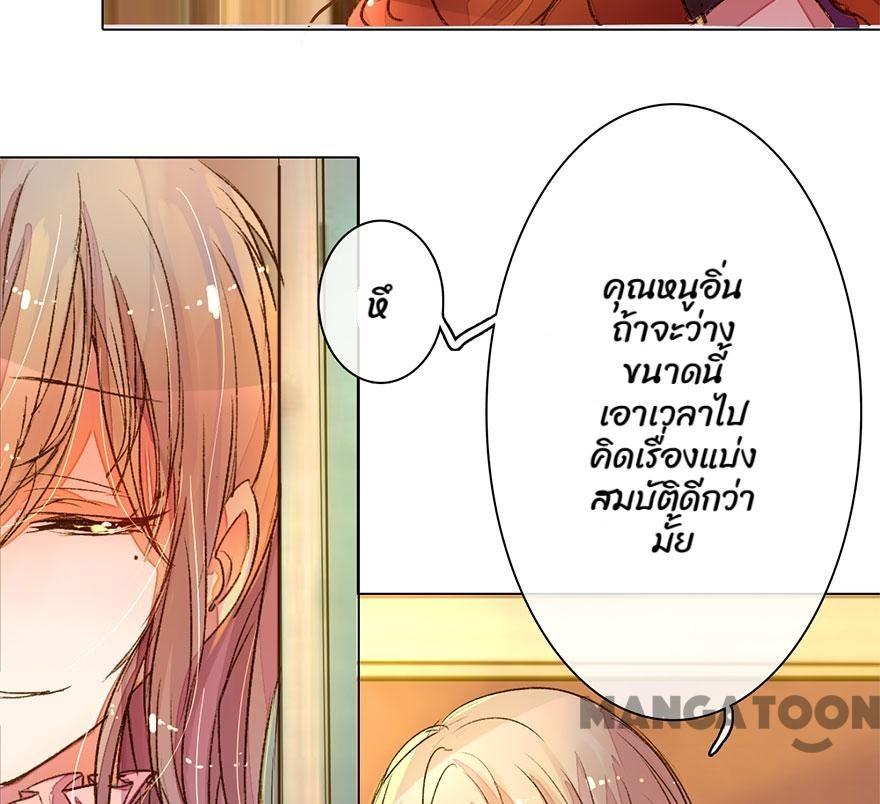 หึ
คุณหนูอิ่น
ถ้าจะว่าง
ขนาดนี้
เอาเวลาไป
คิดเรื่องแบ่ง
สมบัติดีกว่า
มั้ย
MANGATOON